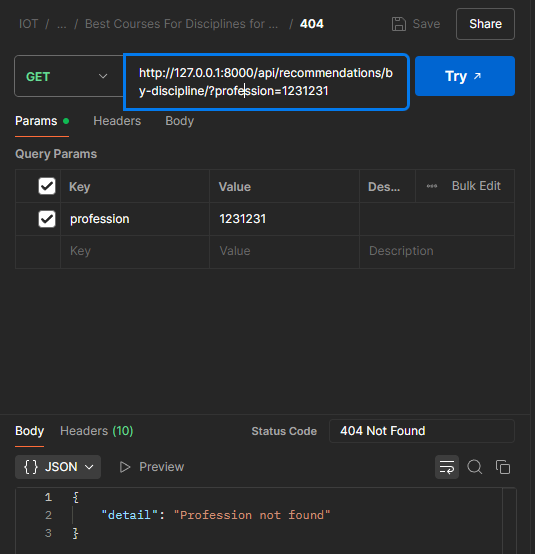 IOT / ... / Best Courses For Disciplines for ... / 404 Save Share
GET http://127.0.0.1:8000/api/recommendations/b
y-discipline/?profession=1231231 Try
Params Headers Body
Query Params
Key Value Des... Bulk Edit
profession 1231231
Key Value Description
Body Headers (10) Status Code 404 Not Found
{} JSON Preview
1 {
2 "detail": "Profession not found"
3 }